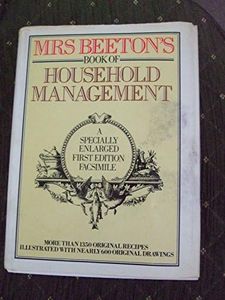 MRS BEETON'S
BOOK OF
HOUSEHOLD
MANAGEMENT
A
SPECIALLY
ENLARGED
FIRST EDITION
FACSIMILE
MORE THAN 1350 ORIGINAL RECIPES
ILLUSTRATED WITH NEARLY 600 ORIGINAL DRAWINGS